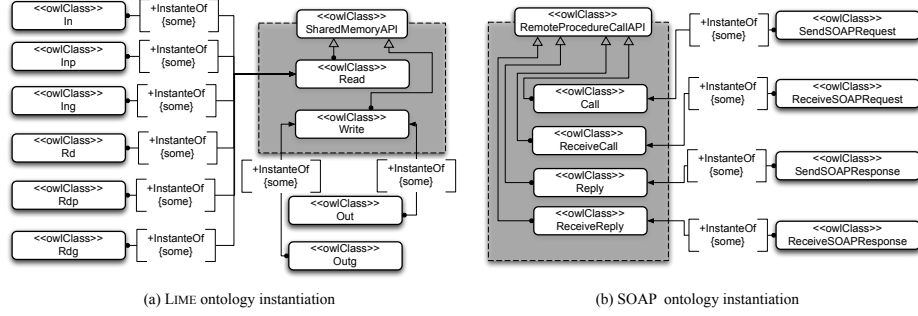 <<owlClass>>
In
+InstanteOf
{some}
<<owlClass>>
Inp
+InstanteOf
{some}
<<owlClass>>
Ing
+InstanteOf
{some}
<<owlClass>>
Rd
+InstanteOf
{some}
<<owlClass>>
Rdp
+InstanteOf
{some}
<<owlClass>>
Rdg
+InstanteOf
{some}
<<owlClass>>
SharedMemoryAPI
<<owlClass>>
Read
<<owlClass>>
Write
+InstanteOf
{some}
+InstanteOf
{some}
<<owlClass>>
Out
<<owlClass>>
Outg
(a) LIME ontology instantiation
<<owlClass>>
RemoteProcedureCallAPI
<<owlClass>>
Call
<<owlClass>>
ReceiveCall
<<owlClass>>
Reply
<<owlClass>>
ReceiveReply
+InstanteOf
{some}
<<owlClass>>
SendSOAPRequest
+InstanteOf
{some}
<<owlClass>>
ReceiveSOAPRequest
+InstanteOf
{some}
<<owlClass>>
SendSOAPResponse
+InstanteOf
{some}
<<owlClass>>
ReceiveSOAPResponse
(b) SOAP ontology instantiation